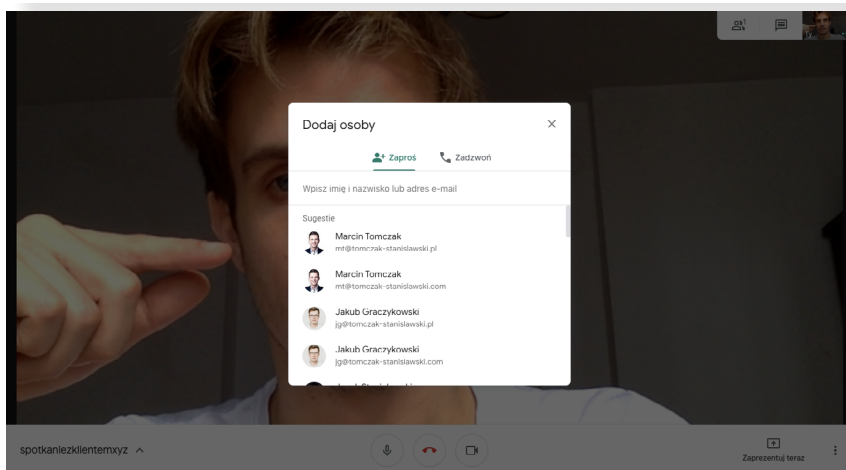 1
Dodaj osoby
Zaproś
Zadzwoń
Wpisz imię i nazwisko lub adres e-mail
Sugestie
Marcin Tomczak
mt@tomczak-stanislawski.pl
Marcin Tomczak
mt@tomczak-stanislawski.com
Jakub Graczykowski
jg@tomczak-stanislawski.pl
Jakub Graczykowski
jg@tomczak-stanislawski.com
spotkaniezklientemxyz
Zaprezentuj teraz